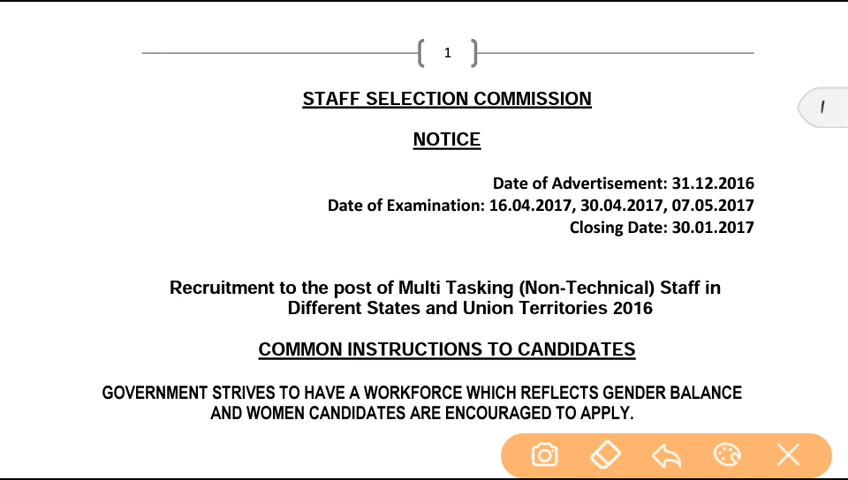 1
STAFF SELECTION COMMISSION
NOTICE
Date of Advertisement: 31.12.2016
Date of Examination: 16.04.2017, 30.04.2017, 07.05.2017
Closing Date: 30.01.2017
Recruitment to the post of Multi Tasking (Non-Technical) Staff in
Different States and Union Territories 2016
COMMON INSTRUCTIONS TO CANDIDATES
GOVERNMENT STRIVES TO HAVE A WORKFORCE WHICH REFLECTS GENDER BALANCE
AND WOMEN CANDIDATES ARE ENCOURAGED TO APPLY.